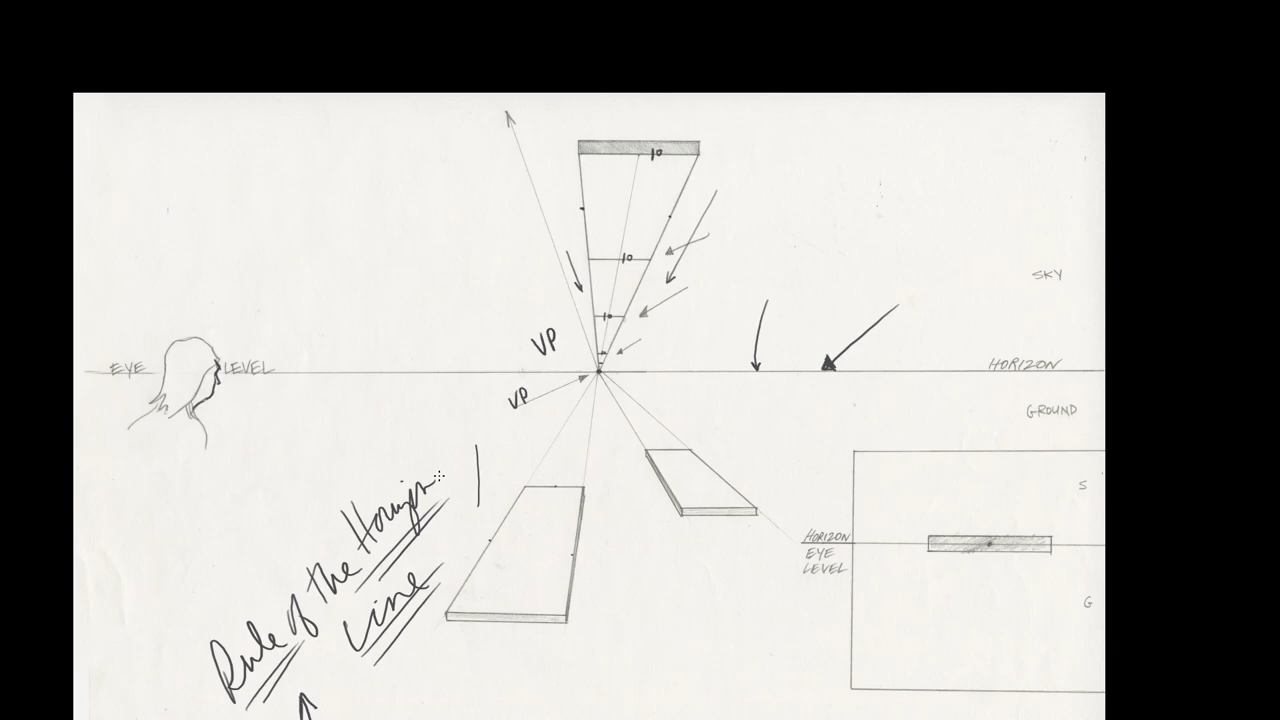 10
10
10
SKY
VP
EYE LEVEL
HORIZON
VP
GROUND
Rule of the Horizon
Line
S
HORIZON
EYE
LEVEL
G